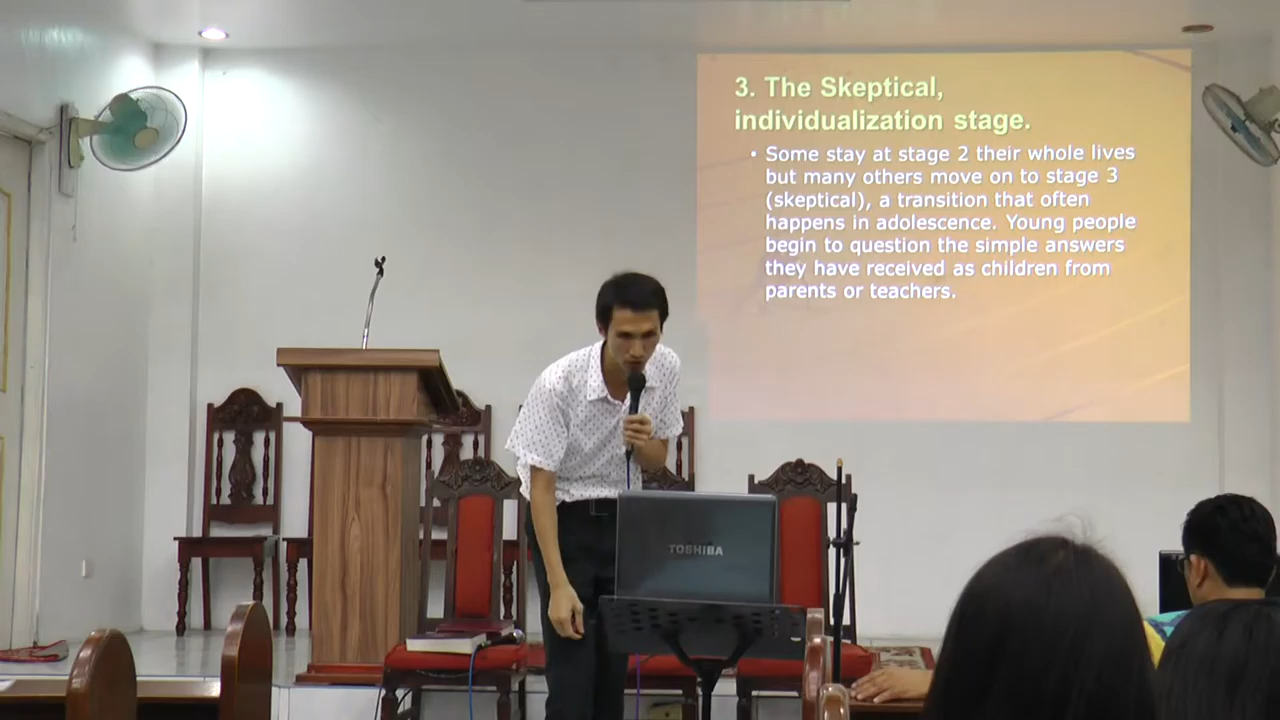 3. The Skeptical,
individualization stage.
• Some stay at stage 2 their whole lives
but many others move on to stage 3
(skeptical), a transition that often
happens in adolescence. Young people
begin to question the simple answers
they have received as children from
parents or teachers.
TOSHIBA